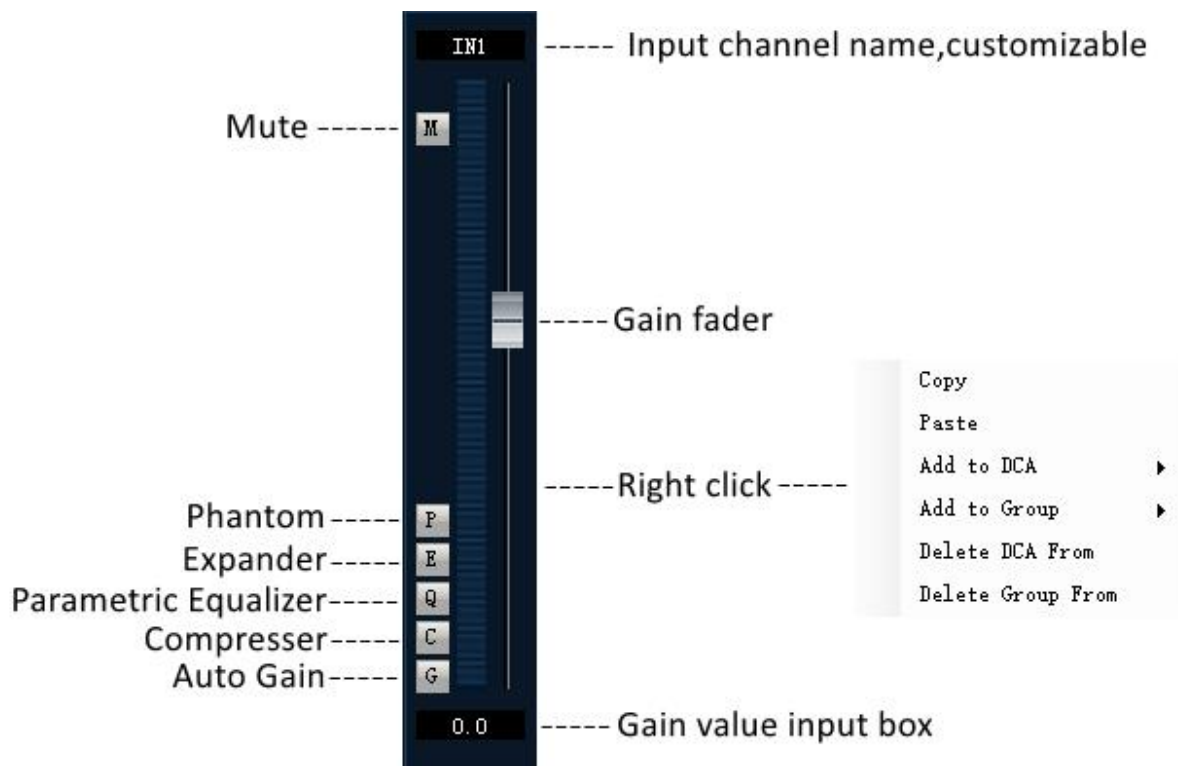 IN1 ----- Input channel name,customizable
Mute ------ M
-----Gain fader
Copy
Paste
Add to DCA
-----Right click-----
Add to Group
Phantom----- P
Delete DCA From
Expander----- E
Delete Group From
Parametric Equalizer----- Q
Compresser----- C
Auto Gain----- G
0.0 ----- Gain value input box